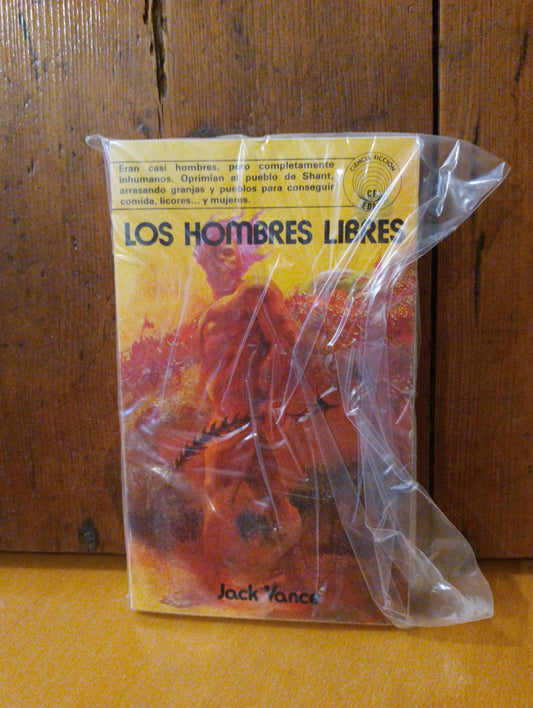 Eran casi hombres, pero completamente
inhumanos. Oprimían al pueblo de Shant,
arrasando granjas y pueblos para conseguir
comida, licores... y mujeres.
CIENCIA FICCION
LOS HOMBRES LIBRES
Jack Vance